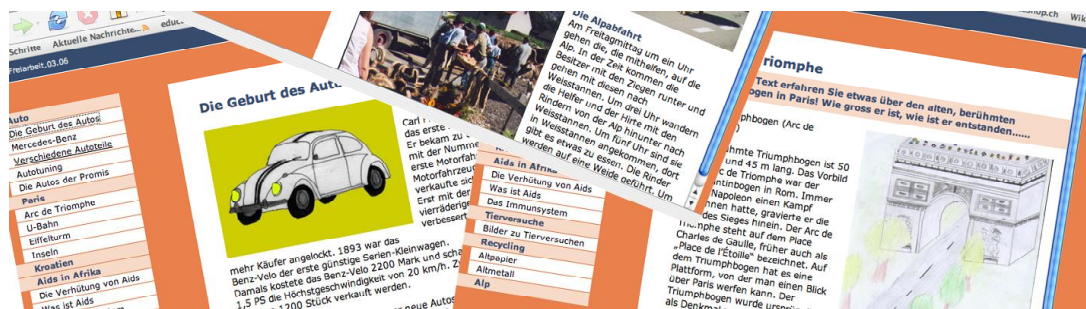 Schritte Aktuelle Nachrichte...
Freiarbeit.03.06
Auto
Die Geburt des Autos
Mercedes-Benz
Verschiedene Autoteile
Autotuning
Die Autos der Promis
Paris
Arc de Triomphe
U-Bahn
Eiffelturm
Inseln
Kroatien
Aids in Afrika
Die Verhütung von Aids
Was ist Aids
Die Geburt des
mehr Käufer angelockt. 1893 war das
Benz-Velo der erste günstige Serien-Kleinwagen.
Damals kostete das Benz-Velo 2200 Mark und
1,5 PS die Höchstgeschwindigkeit von 20 km/h.
1200 Stück verkauft werden.
neue Autos
Carl
das erste
Er bekam zu
mit der Numme
erste Motorfah
Motorfahrzeu
verkaufte sic
Erst mit der
vierräderige
verbesser
Die Alpabfahrt
Am Freitagmittag um ein Uhr
gehen die, die mithelfen, auf die
Alp. In der Zeit kommen die
Besitzer mit den Ziegen runter und
gehen mit diesen nach
Weisstannen. Um drei Uhr wandern
die Helfer und der Hirte mit den
Rindern von der Alp hinunter nach
Weisstannen. Um fünf Uhr sind sie
in Weisstannen angekommen, dort
gibt es etwas zu essen. Die Rinder
werden auf eine Weide geführt. Um
Aids in Afrika
Die Verhütung von Aids
Was ist Aids
Das Immunsystem
Tierversuche
Bilder zu Tierversuchen
Recycling
Altpapier
Altmetall
Alp
shop.ch Wik
riomphe
Text erfahren Sie etwas über den alten, berühmten
ogen in Paris! Wie gross er ist, wie ist er entstanden......
phbogen (Arc de
ühmte Triumphbogen ist 50
und 45 m lang. Das Vorbild
c de Triomphe war der
antinbogen in Rom. Immer
Napoleon einen Kampf
nnen hatte, gravierte er die
des Sieges hinein. Der Arc de
Triomphe steht auf dem Place
Charles de Gaulle, früher auch als
„Place de l'Étoille" bezeichnet. Auf
dem Triumphbogen hat es eine
Plattform, von der man einen Blick
über Paris werfen kann. Der
Triumphbogen wurde
als Denkmal